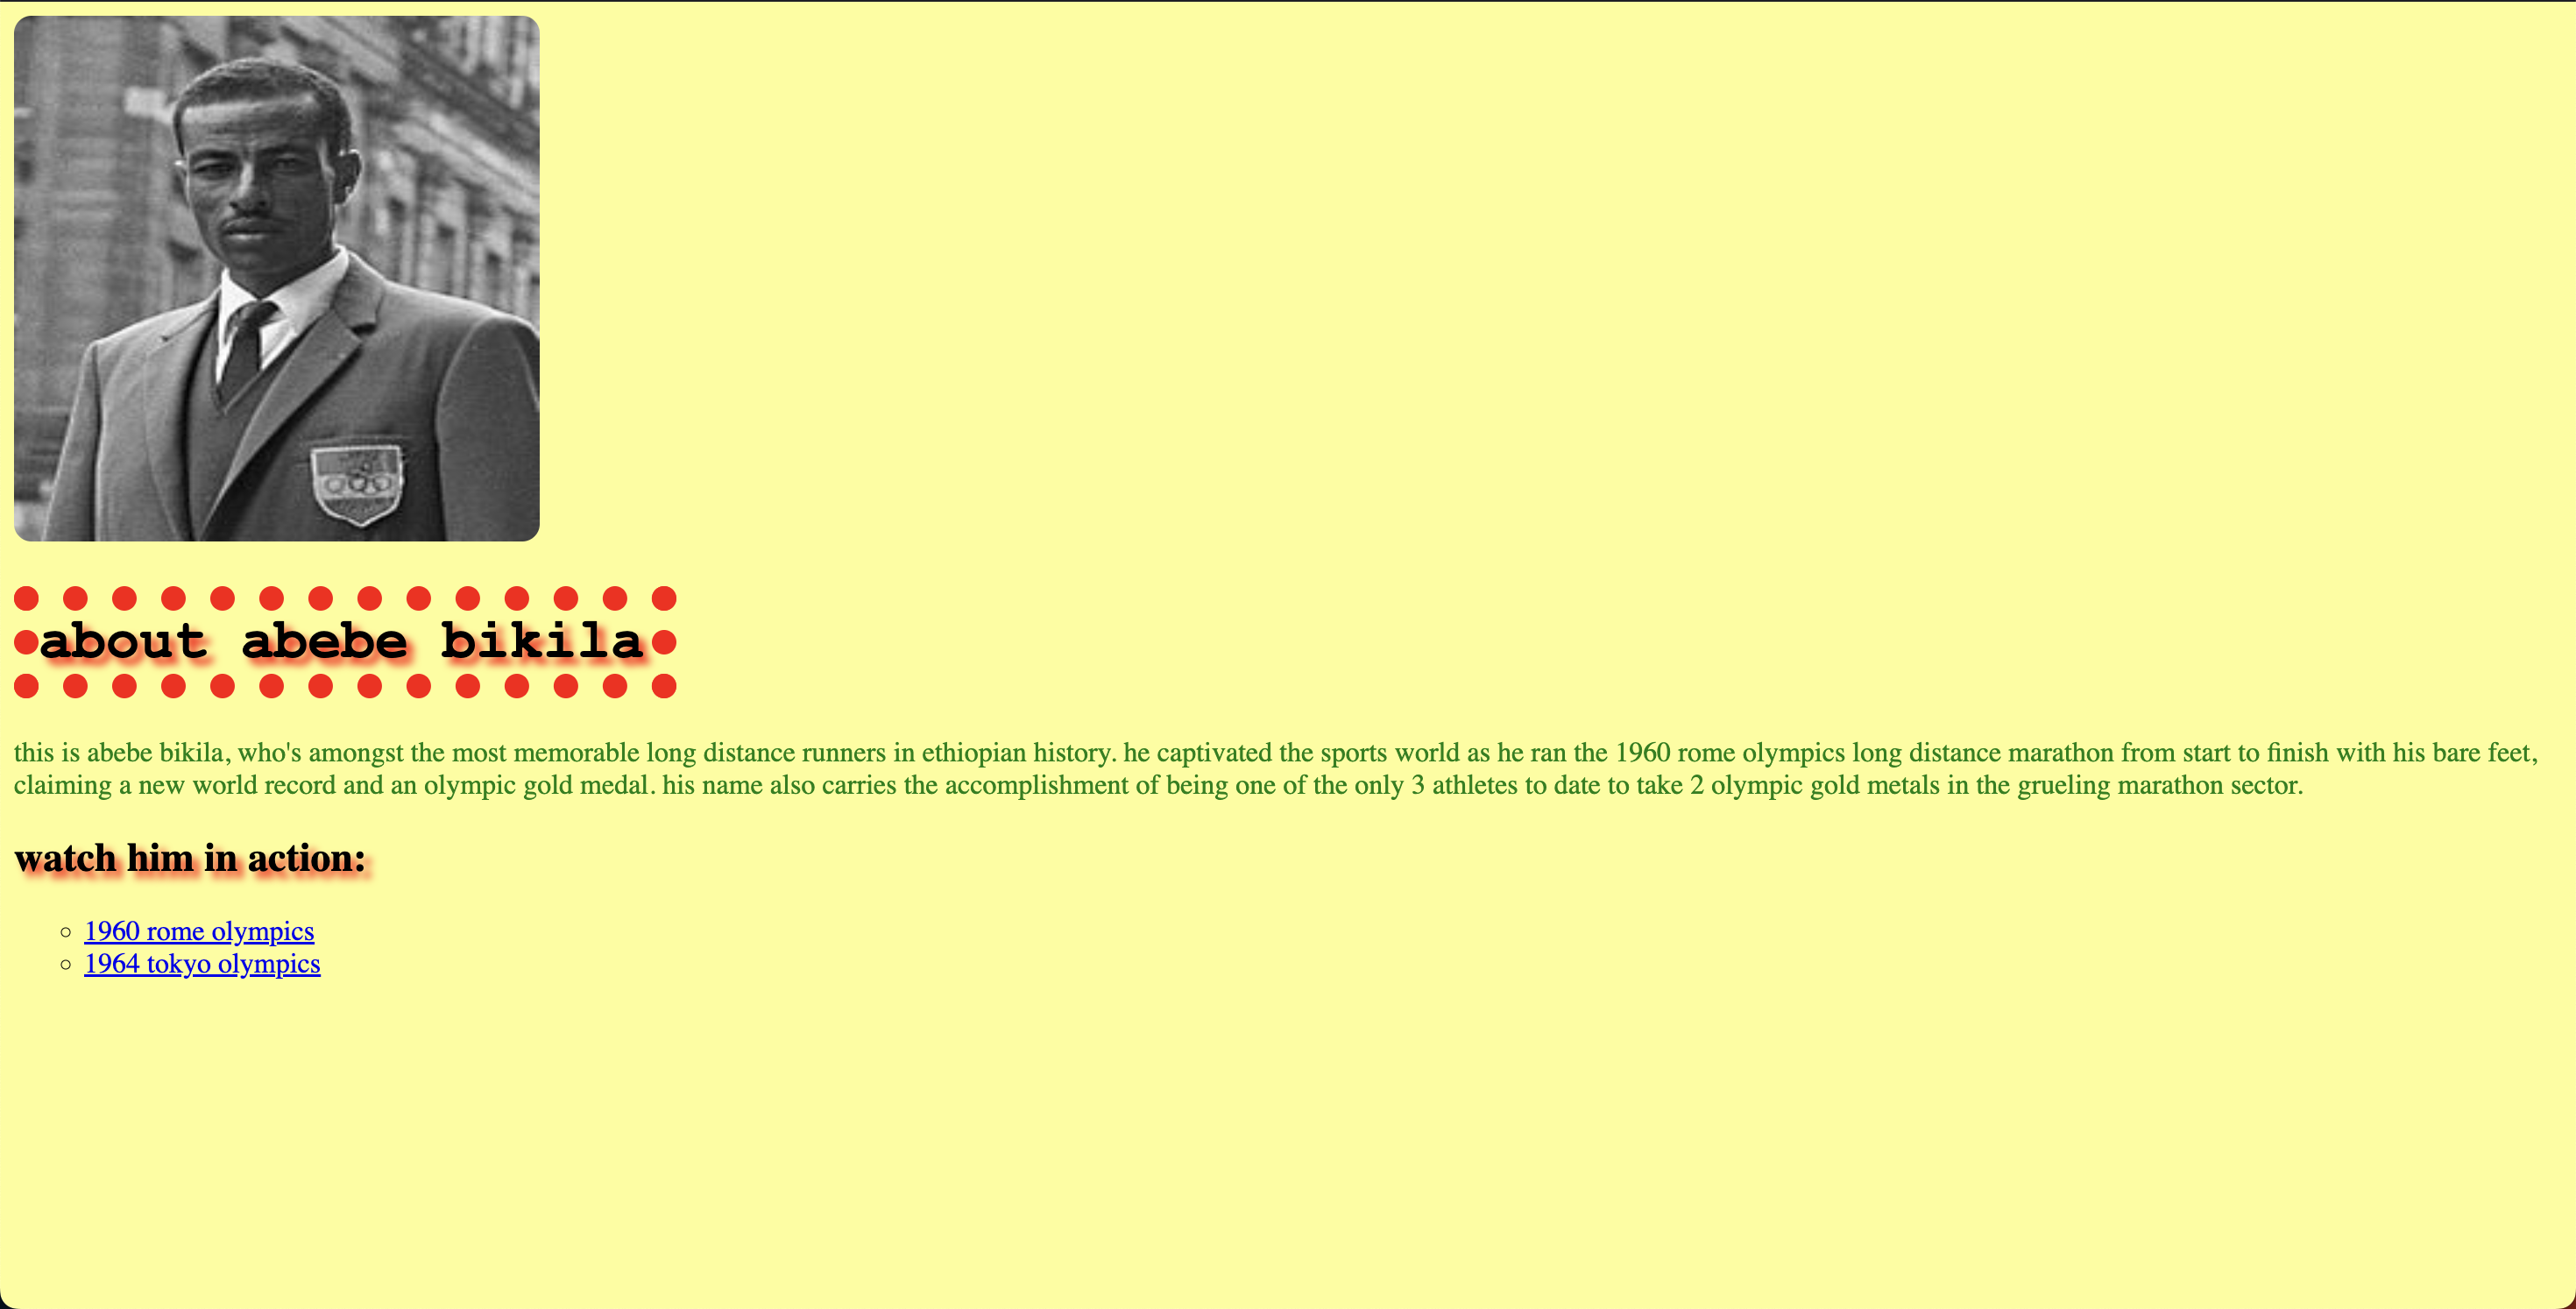 about abebe bikila
this is abebe bikila, who's amongst the most memorable long distance runners in ethiopian history. he captivated the sports world as he ran the 1960 rome olympics long distance marathon from start to finish with his bare feet,
claiming a new world record and an olympic gold medal. his name also carries the accomplishment of being one of the only 3 athletes to date to take 2 olympic gold metals in the grueling marathon sector.
watch him in action:
1960 rome olympics
1964 tokyo olympics